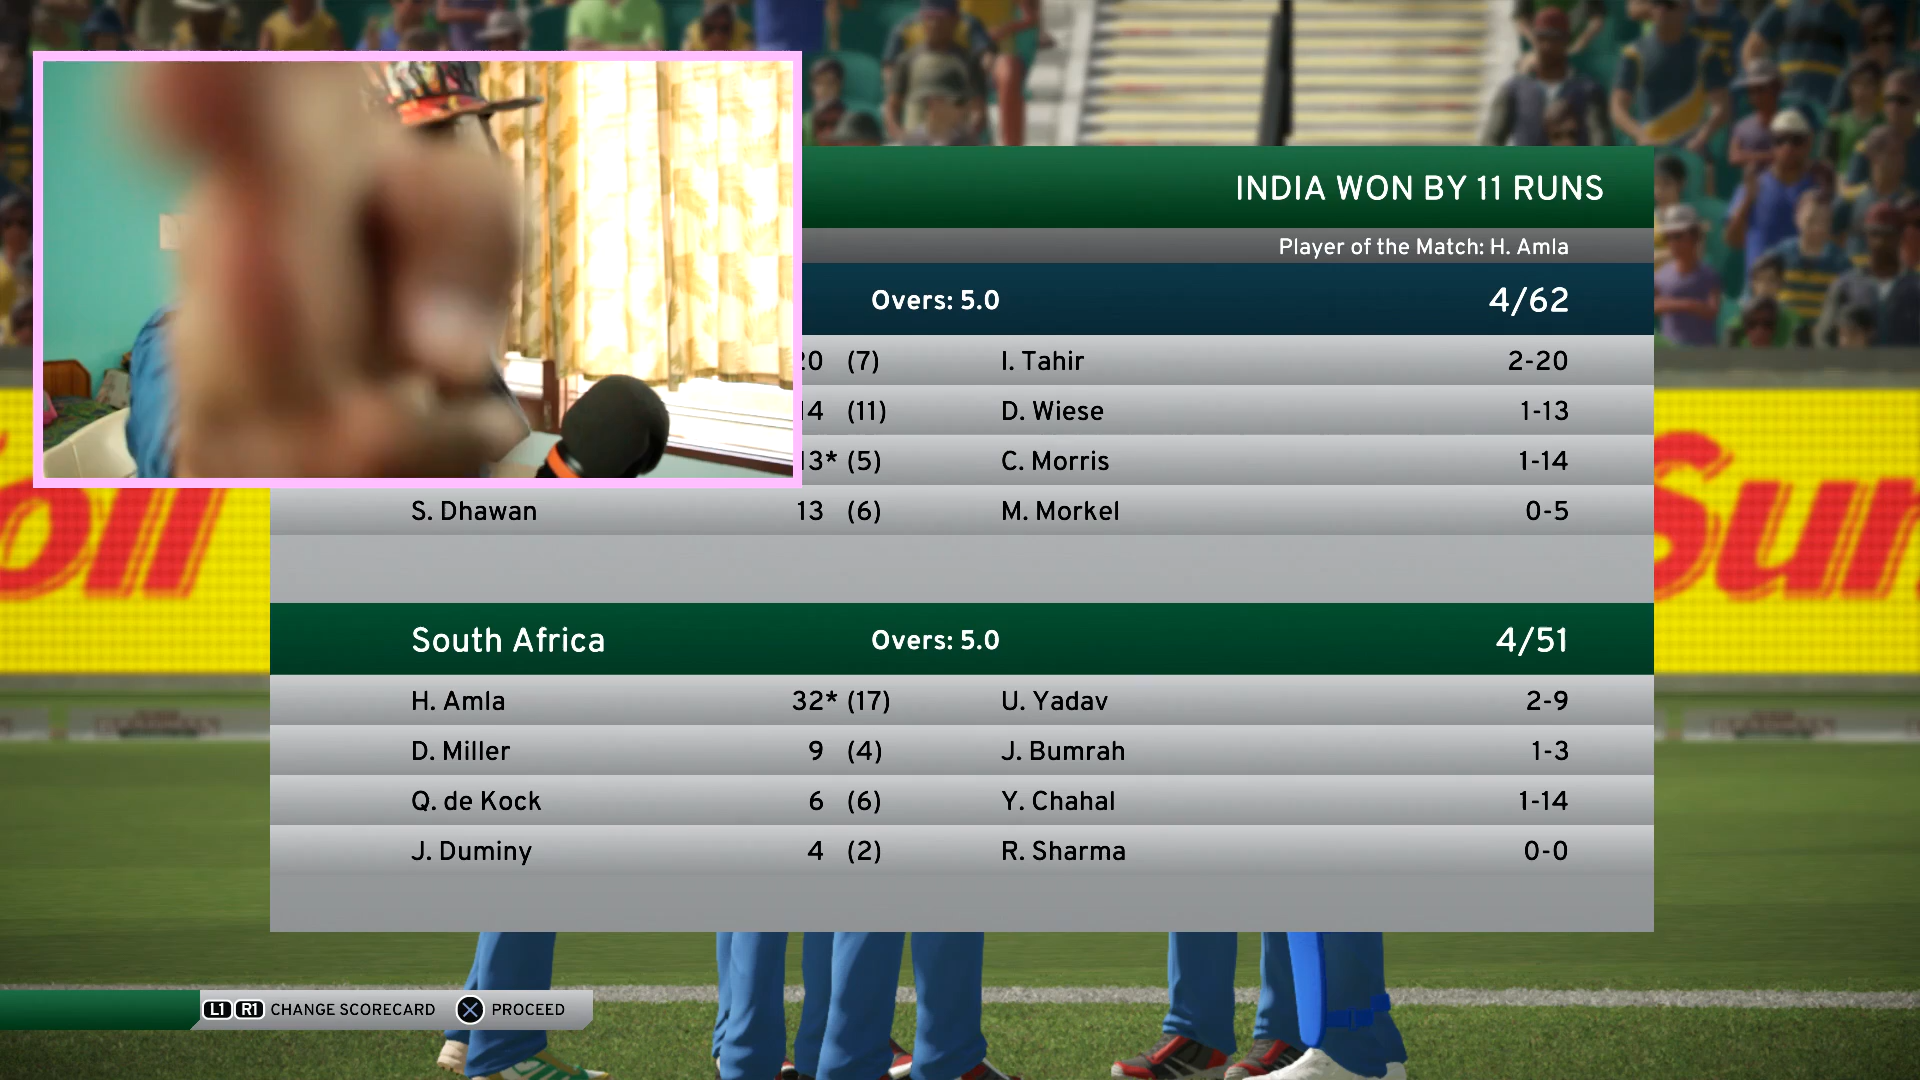 INDIA WON BY 11 RUNS
Player of the Match: H. Amla
Overs: 5.0 4/62
(7) I. Tahir 2-20
(11) D. Wiese 1-13
(5) C. Morris 1-14
S. Dhawan 13 (6) M. Morkel 0-5
South Africa Overs: 5.0 4/51
H. Amla 32* (17) U. Yadav 2-9
D. Miller 9 (4) J. Bumrah 1-3
Q. de Kock 6 (6) Y. Chahal 1-14
J. Duminy 4 (2) R. Sharma 0-0
L1 R1 CHANGE SCORECARD PROCEED